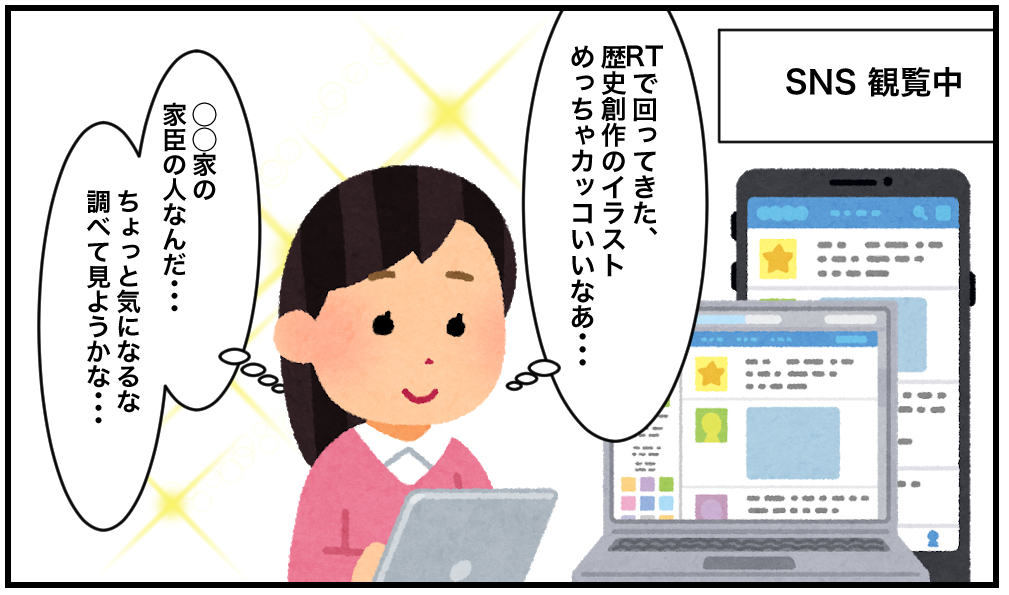 SNS 観覧中
RTで回ってきた、
歴史創作のイラスト
めっちゃカッコいいなあ・・・
〇〇家の
家臣の人なんだ・・・
ちょっと気になるな
調べて見ようかな・・・